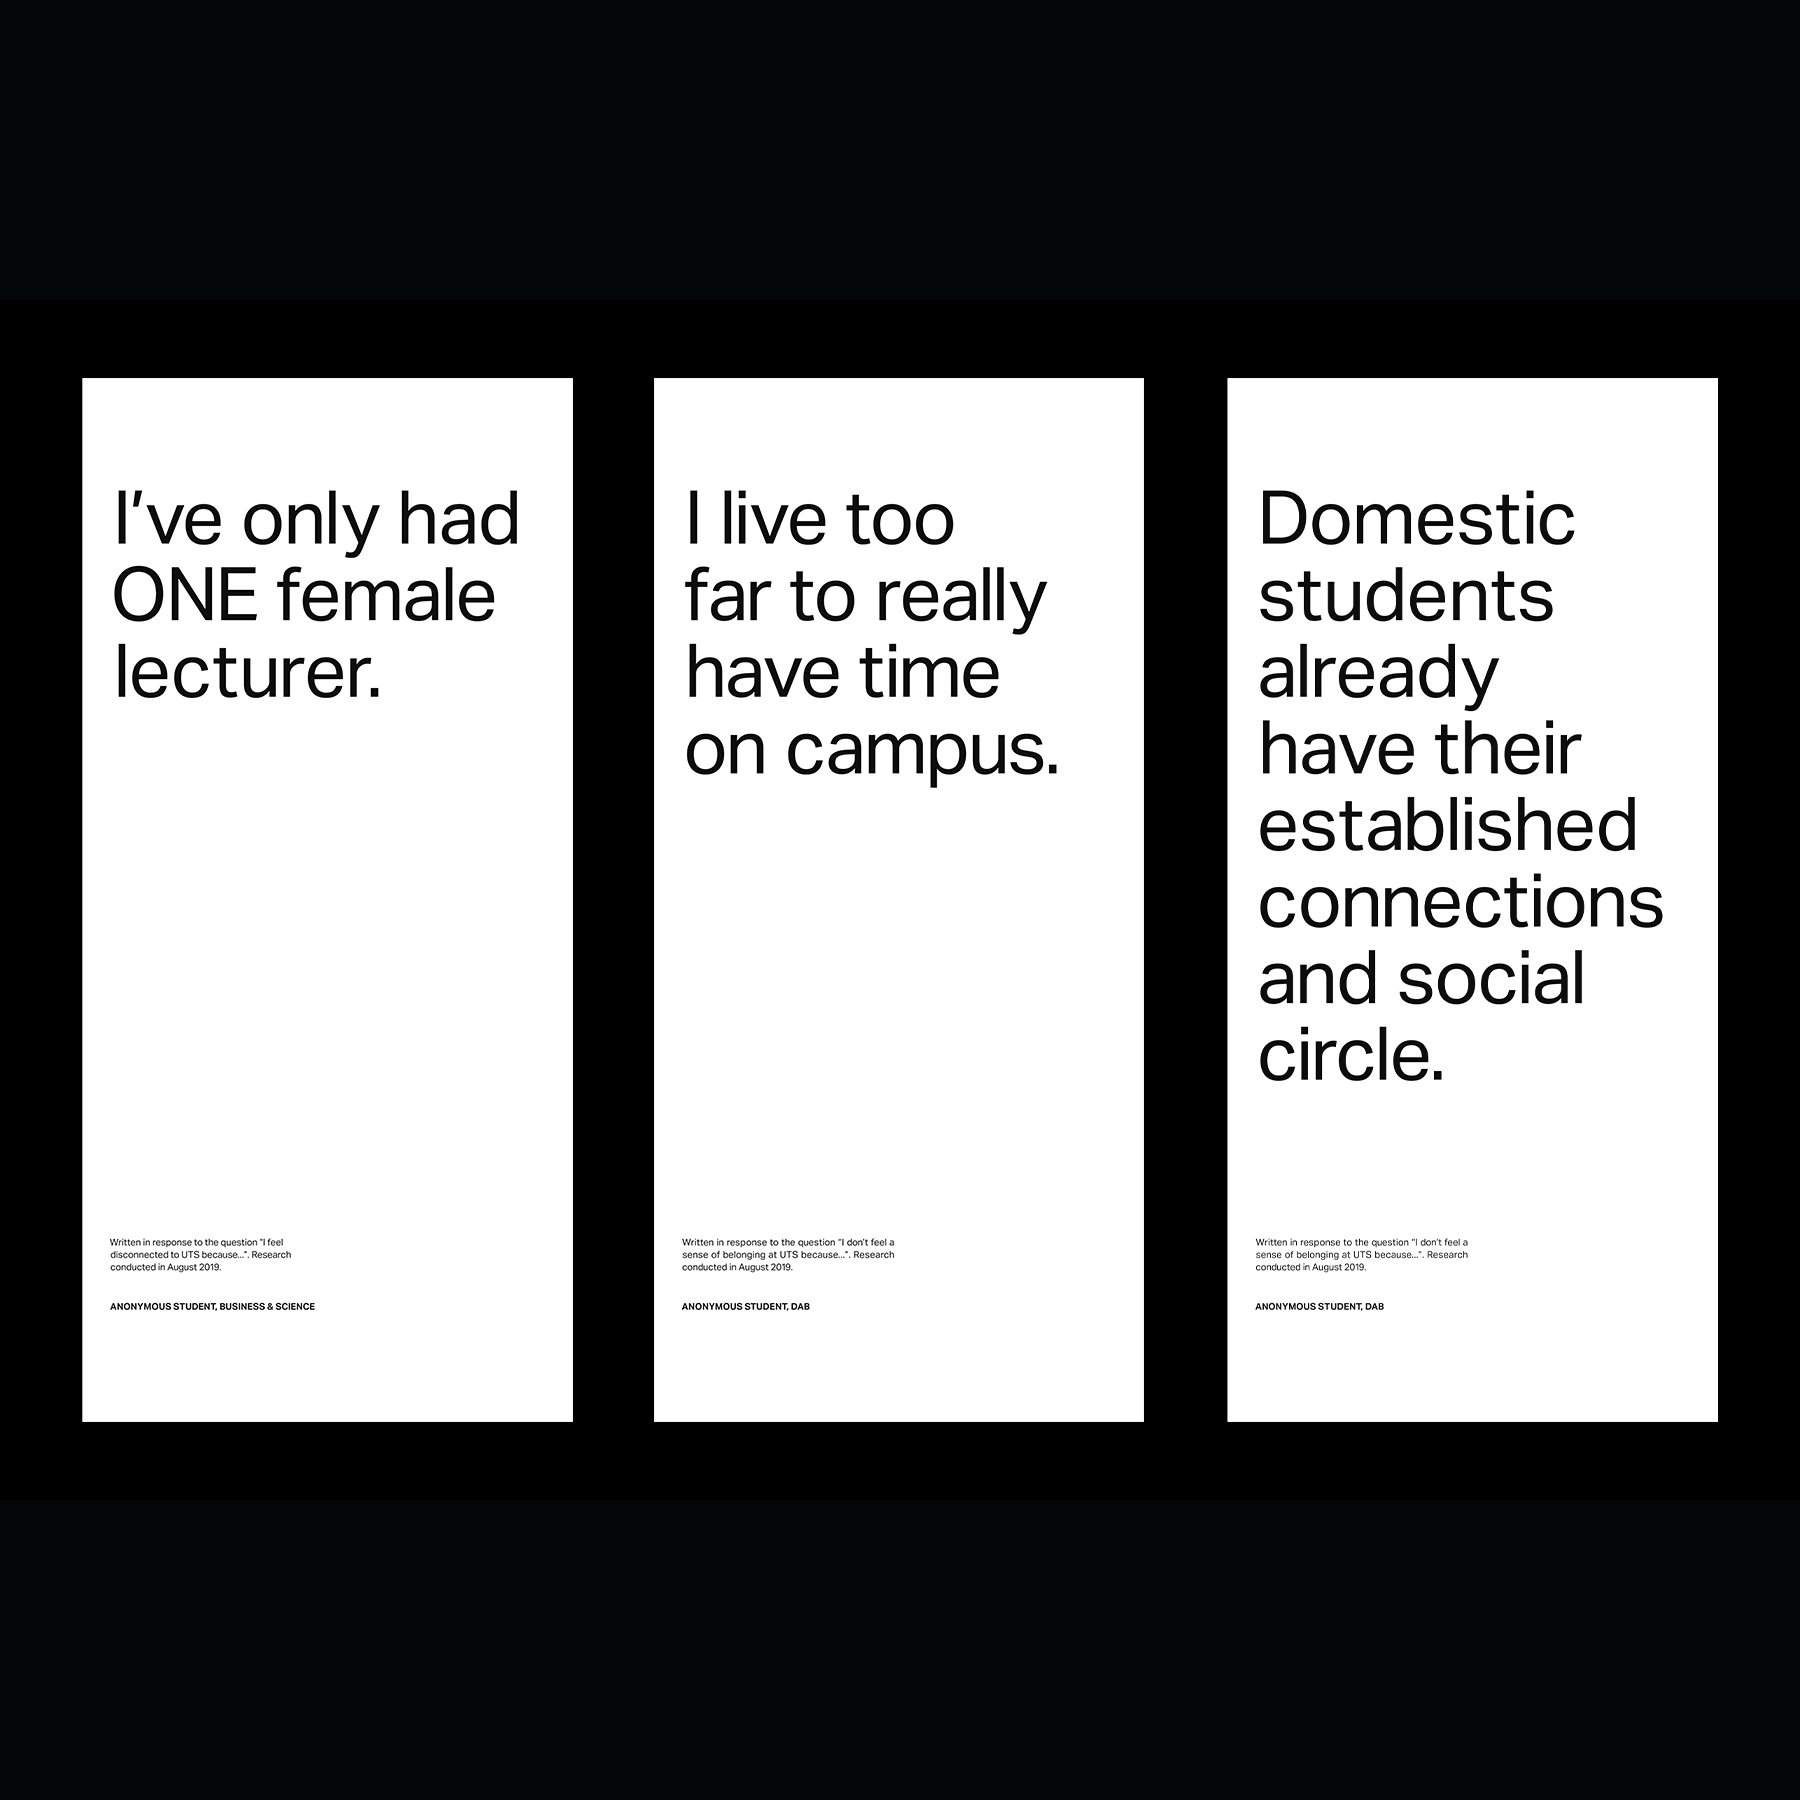 I've only had
ONE female
lecturer.
Written in response to the question "I feel
disconnected to UTS because...". Research
conducted in August 2019.
ANONYMOUS STUDENT, BUSINESS & SCIENCE
I live too
far to really
have time
on campus.
Written in response to the question "I don't feel a
sense of belonging at UTS because...". Research
conducted in August 2019.
ANONYMOUS STUDENT, DAB
Domestic
students
already
have their
established
connections
and social
circle.
Written in response to the question "I don't feel a
sense of belonging at UTS because...". Research
conducted in August 2019.
ANONYMOUS STUDENT, DAB